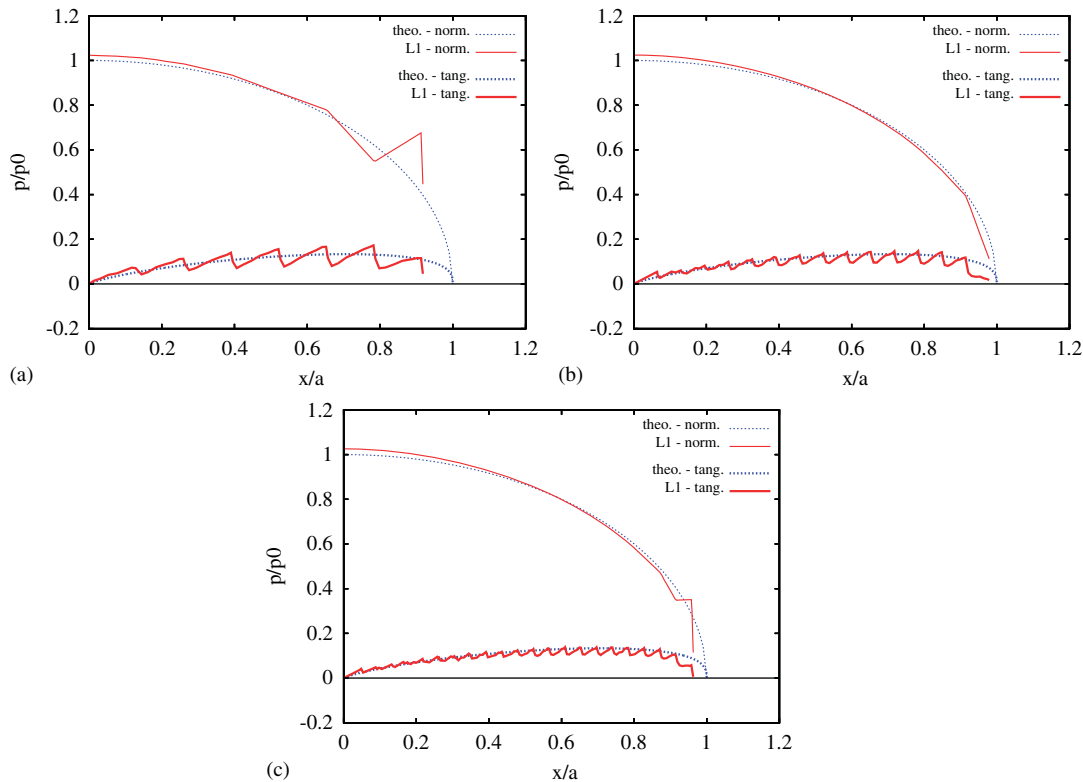 1.2
1
0.8
0.6
0.4
0.2
0
-0.2
p/p0
theo. - norm.
L1 - norm.
theo. - tang.
L1 - tang.
0 0.2 0.4 0.6 0.8 1 1.2
x/a
(a)
1.2
1
0.8
0.6
0.4
0.2
0
-0.2
p/p0
theo. - norm.
L1 - norm.
theo. - tang.
L1 - tang.
0 0.2 0.4 0.6 0.8 1 1.2
x/a
(b)
1.2
1
0.8
0.6
0.4
0.2
0
-0.2
p/p0
theo. - norm.
L1 - norm.
theo. - tang.
L1 - tang.
0 0.2 0.4 0.6 0.8 1 1.2
x/a
(c)